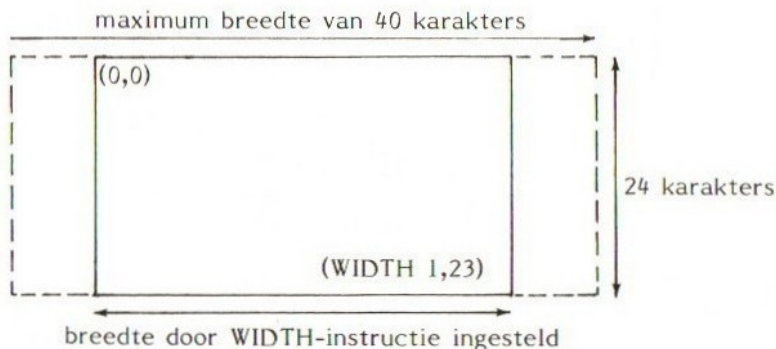 maximum breedte van 40 karakters
(0,0)
24 karakters
(WIDTH 1,23)
breedte door WIDTH-instructie ingesteld